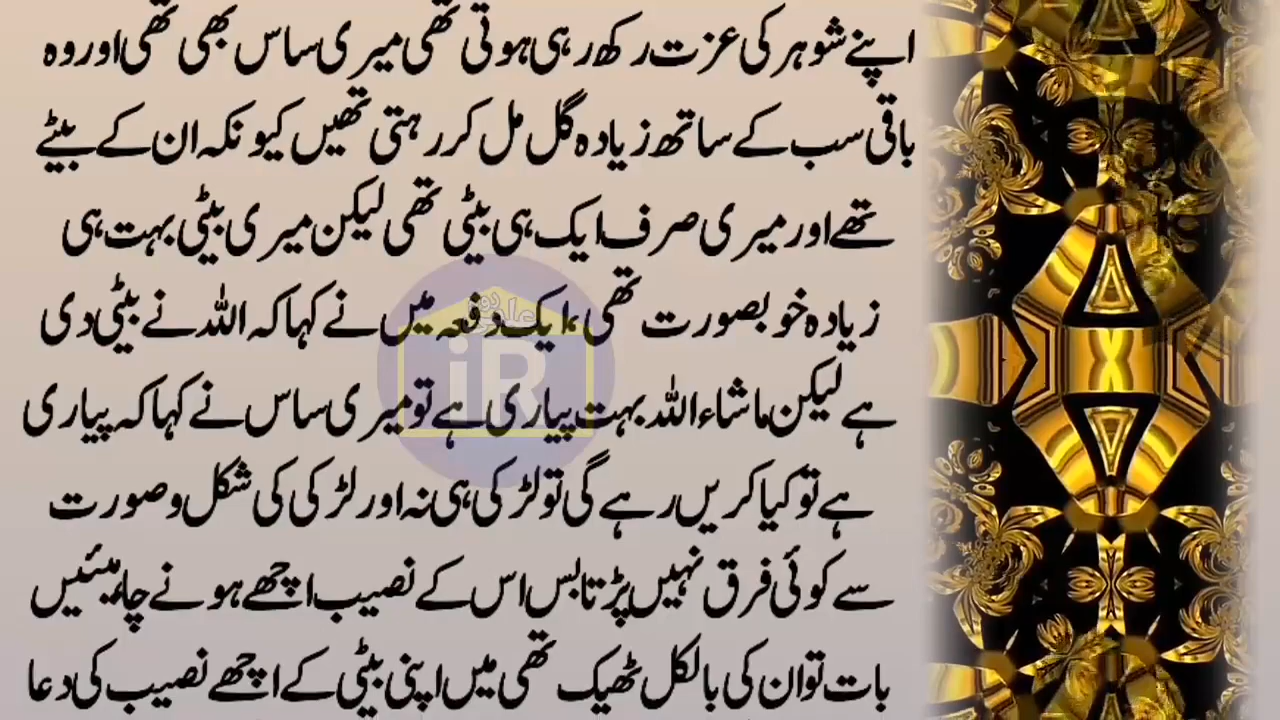 اپنے شوہر کی عزت رکھ رہی ہوتی تھی میری ساس بھی تھی اور وہ
باقی سب کے ساتھ زیادہ گل مل کر رہتی تھیں کیونکہ ان کے بیٹے
تھے اور میری صرف ایک ہی بیٹی تھی لیکن میری بیٹی بہت ہی
زیادہ خوبصورت تھی، ایک دفعہ میں نے کہا کہ اللہ نے بیٹی دی
ہے لیکن ماشاءاللہ بہت پیاری ہے تو میری ساس نے کہا کہ پیاری
ہے تو کیا کریں رہے گی تو لڑکی ہی نہ اور لڑکی کی شکل و صورت
سے کوئی فرق نہیں پڑتا بس اس کے نصیب اچھے ہونے چاہئیں
بات تو ان کی بالکل ٹھیک تھی میں اپنی بیٹی کے اچھے نصیب کی دعا
iR